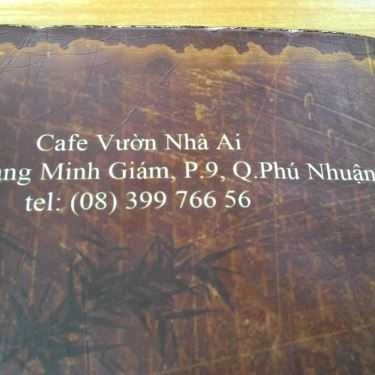 Cafe Vườn Nhà Ai
Minh Giám, P.9, Q.Phú Nhuận
tel: (08) 399 766 56